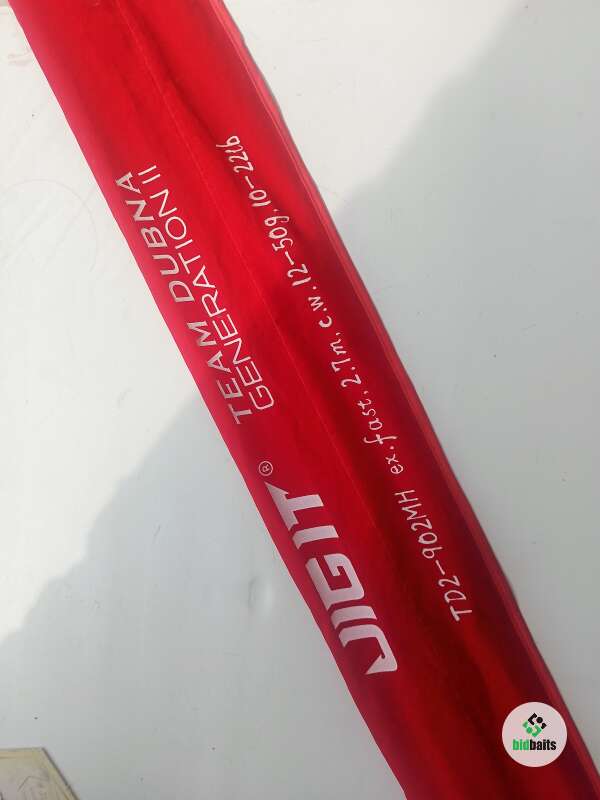 JIGIT®
TEAM DUBNA
GENERATION II
TD2-902MH ex.fast, 2.7m, c.w.12-50g, 10-22lb
bidbaits